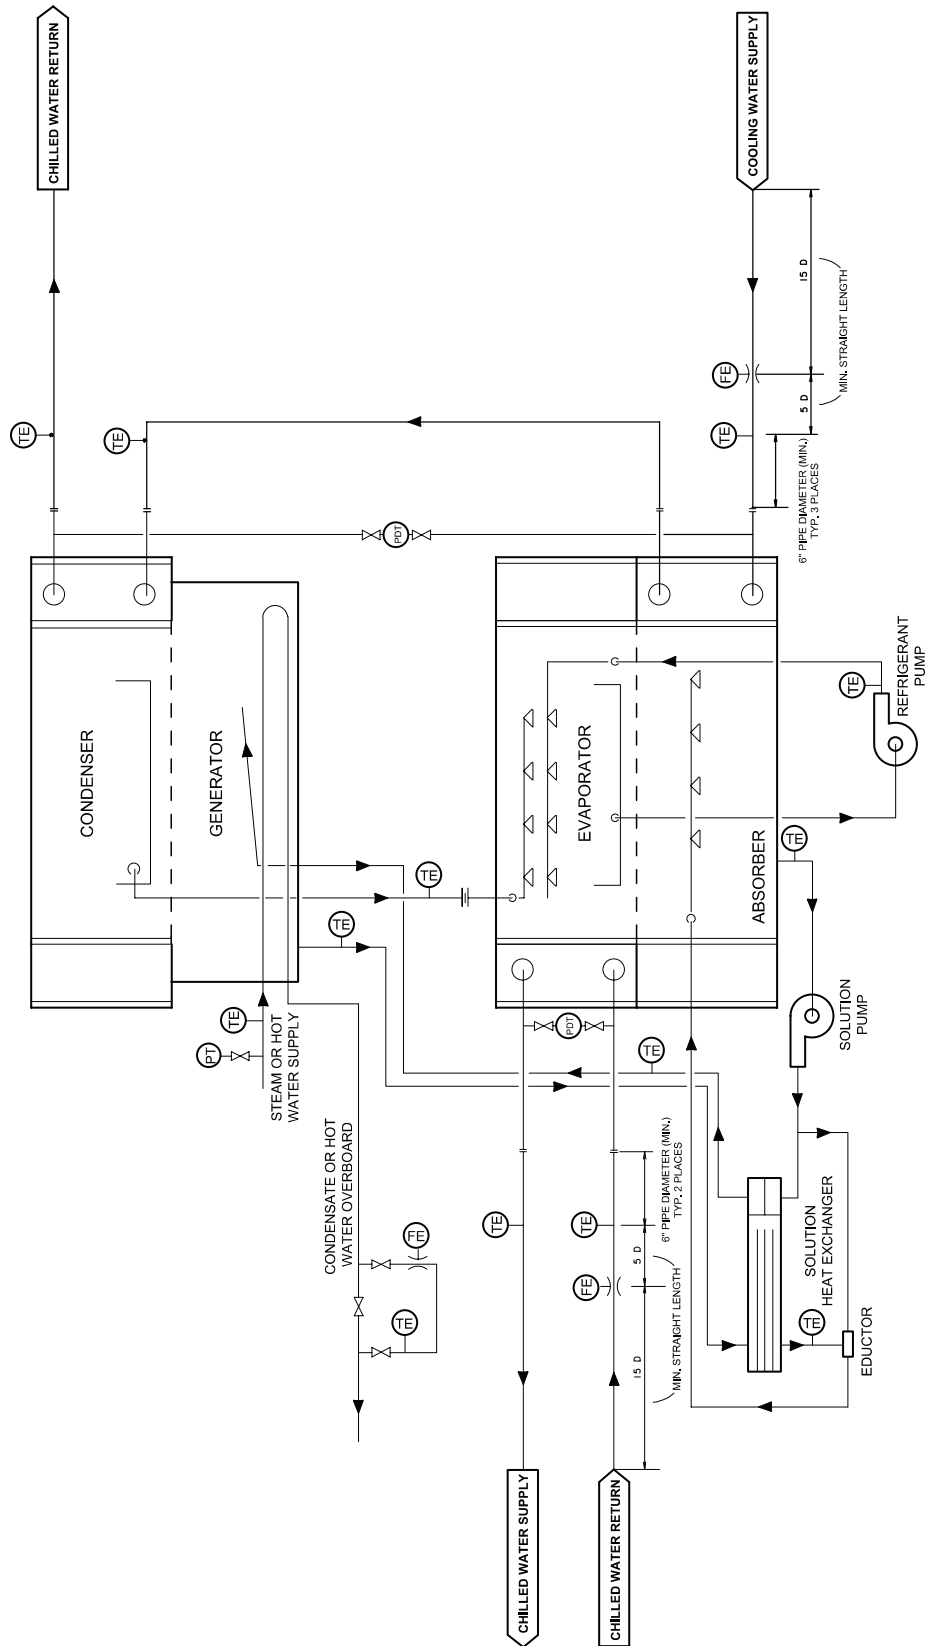 CHILLED WATER RETURN
COOLING WATER SUPPLY
15 D
MIN. STRAIGHT LENGTH
FE
5 D
TE
TE
TE
6" PIPE DIAMETER (MIN.)
TYP. 3 PLACES
PDT
CONDENSER
GENERATOR
EVAPORATOR
ABSORBER
TE
REFRIGERANT
PUMP
TE
TE
TE
TE
PT
STEAM OR HOT
WATER SUPPLY
PDT
TE
SOLUTION
PUMP
CONDENSATE OR HOT
WATER OVERBOARD
FE
TE
TE
TE
6" PIPE DIAMETER (MIN.)
TYP. 2 PLACES
5 D
FE
MIN. STRAIGHT LENGTH
15 D
SOLUTION
HEAT EXCHANGER
TE
EDUCTOR
CHILLED WATER SUPPLY
CHILLED WATER RETURN